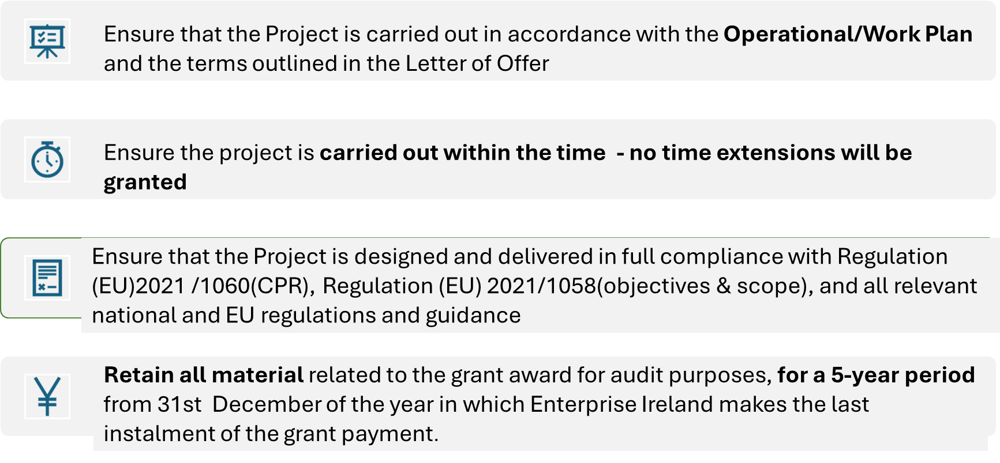 Ensure that the Project is carried out in accordance with the Operational/Work Plan
and the terms outlined in the Letter of Offer
Ensure the project is carried out within the time  - no time extensions will be
granted
Ensure that the Project is designed and delivered in full compliance with Regulation
(EU)2021 /1060(CPR), Regulation (EU) 2021/1058(objectives & scope), and all relevant
national and EU regulations and guidance
Retain all material related to the grant award for audit purposes, for a 5-year period
from 31st  December of the year in which Enterprise Ireland makes the last
instalment of the grant payment.